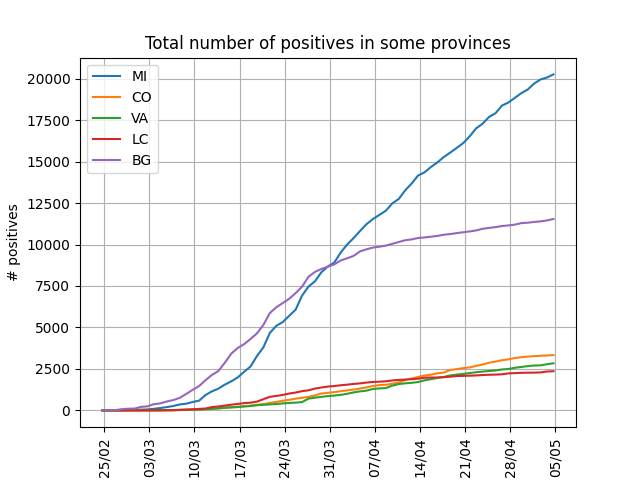 Total number of positives in some provinces
MI
CO
VA
LC
BG
# positives
20000
17500
15000
12500
10000
7500
5000
2500
0
25/02
03/03
10/03
17/03
24/03
31/03
07/04
14/04
21/04
28/04
05/05